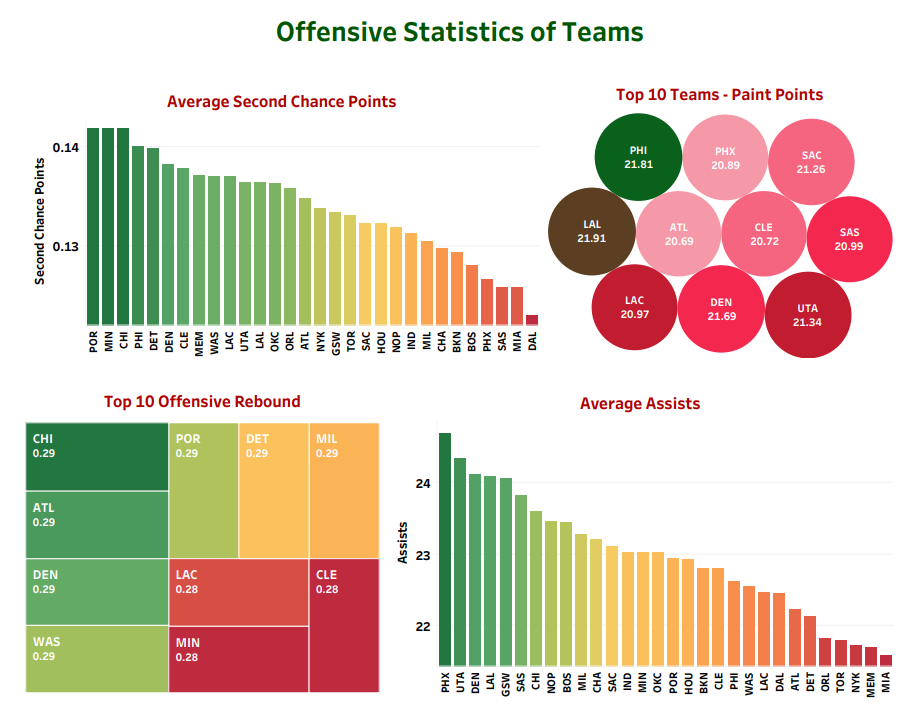 Offensive Statistics of Teams
Average Second Chance Points
Second Chance Points
0.14
0.13
POR
MIN
CHI
PHI
DET
DEN
CLE
MEM
WAS
LAC
UTA
LAL
OKC
ORL
ATL
NYK
GSW
TOR
SAC
HOU
NOP
IND
MIL
CHA
BKN
BOS
PHX
SAS
MIA
DAL
Top 10 Teams - Paint Points
PHI
21.81
PHX
20.89
SAC
21.26
LAL
21.91
ATL
20.69
CLE
20.72
SAS
20.99
LAC
20.97
DEN
21.69
UTA
21.34
Top 10 Offensive Rebound
CHI
0.29
POR
0.29
DET
0.29
MIL
0.29
ATL
0.29
DEN
0.29
LAC
0.28
CLE
0.28
WAS
0.29
MIN
0.28
Average Assists
Assists
24
23
22
PHX
UTA
DEN
LAL
GSW
SAS
CHI
NOP
BOS
MIL
CHA
SAC
IND
MIN
OKC
POR
HOU
BKN
CLE
PHI
WAS
LAC
DAL
ATL
DET
ORL
TOR
NYK
MEM
MIA